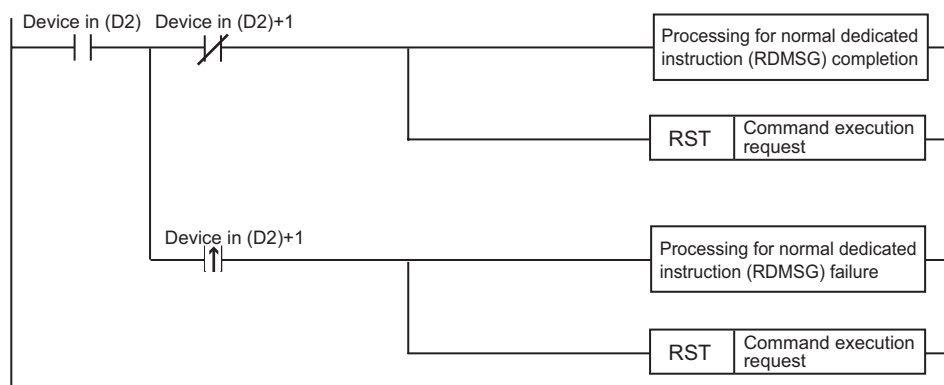 Device in (D2) Device in (D2)+1
Processing for normal dedicated
instruction (RDMSG) completion
RST Command execution
request
Device in (D2)+1
Processing for normal dedicated
instruction (RDMSG) failure
RST Command execution
request